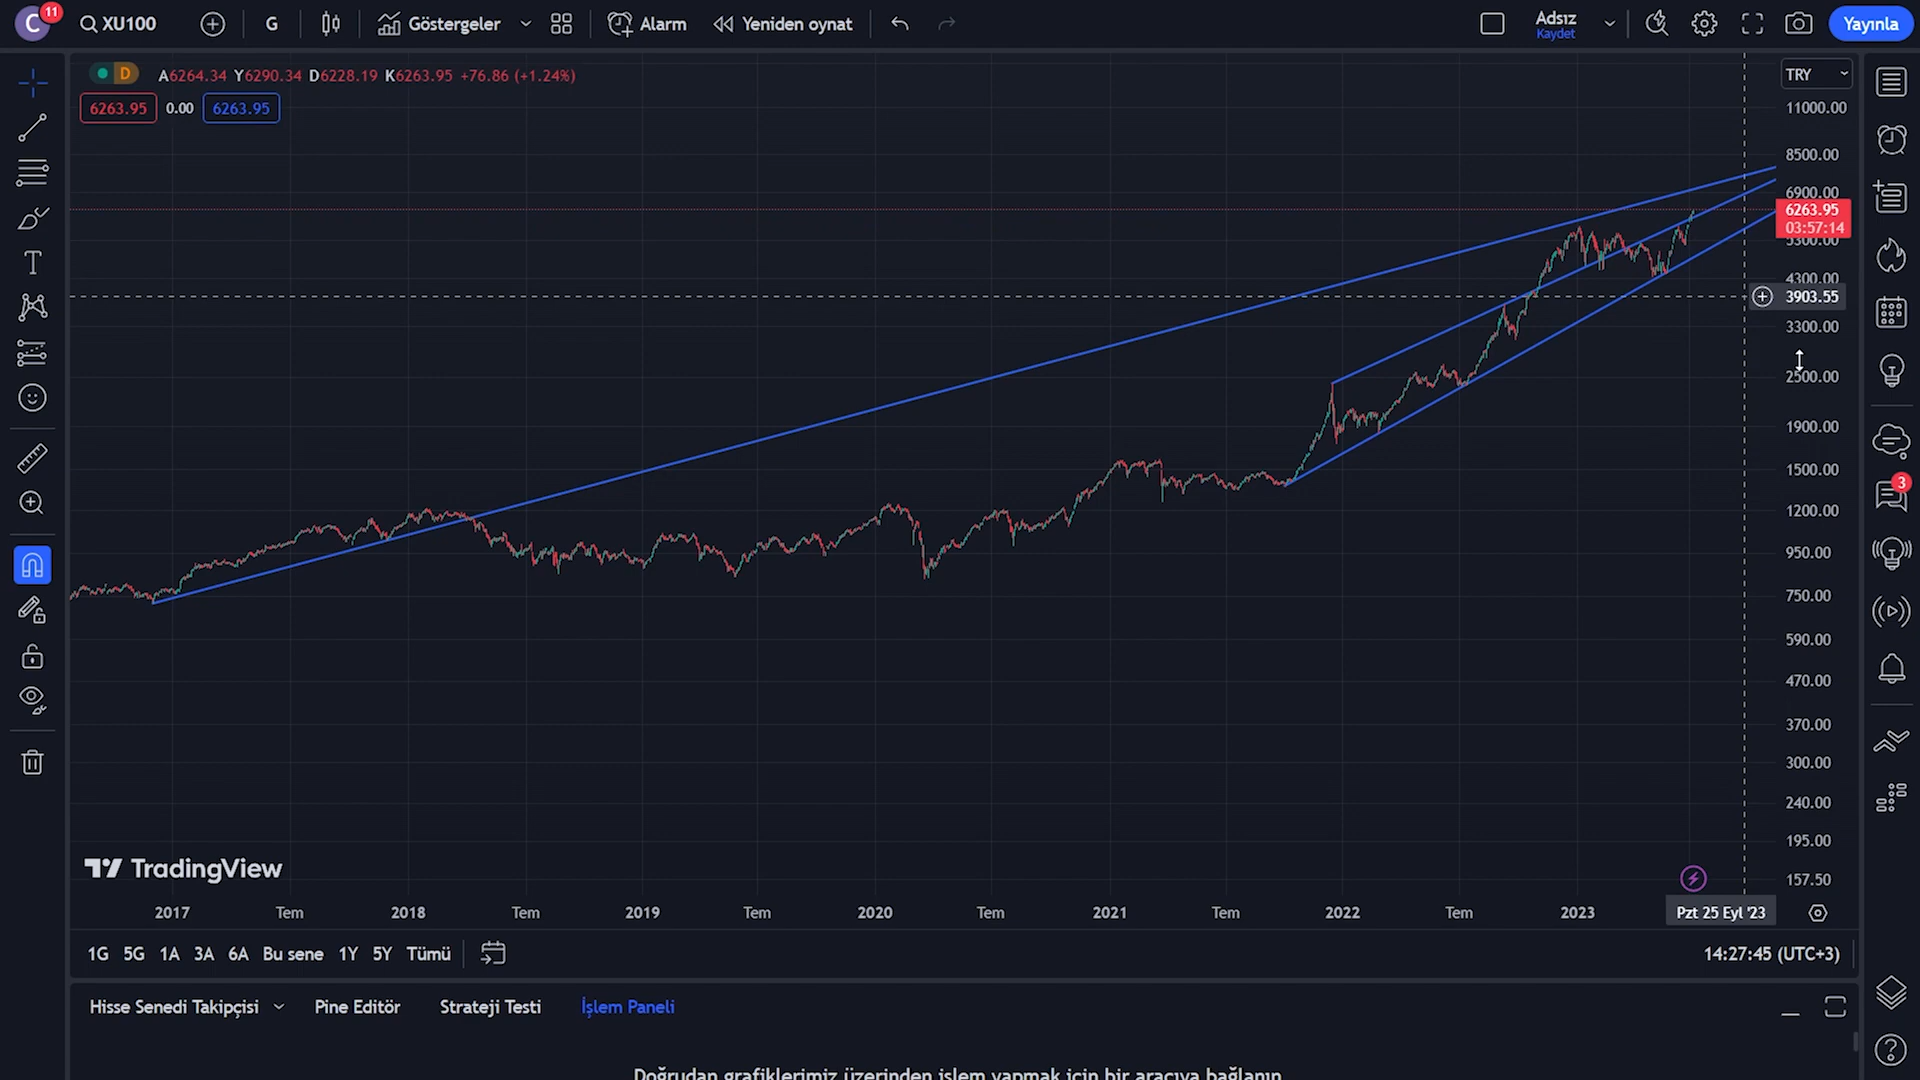 C 11 XU100 G Göstergeler Alarm Yeniden oynat Adsız Kaydet Yayınla
D A6264.34 Y6290.34 D6228.19 K6263.95 +76.86 (+1.24%)
6263.95 0.00 6263.95
TRY
11000.00
8500.00
6900.00
6263.95
03:57:14
5300.00
4300.00
3903.55
3300.00
2500.00
1900.00
1500.00
3
1200.00
950.00
750.00
590.00
470.00
370.00
300.00
240.00
195.00
157.50
TradingView
2017 Tem 2018 Tem 2019 Tem 2020 Tem 2021 Tem 2022 Tem 2023 Pzt 25 Eyl '23
1G 5G 1A 3A 6A Bu sene 1Y 5Y Tümü 14:27:45 (UTC+3)
Hisse Senedi Takipçisi Pine Editör Strateji Testi İşlem Paneli
Doğrudan grafiklerimiz üzerinden işlem yapmak için bir aracıya bağlanın